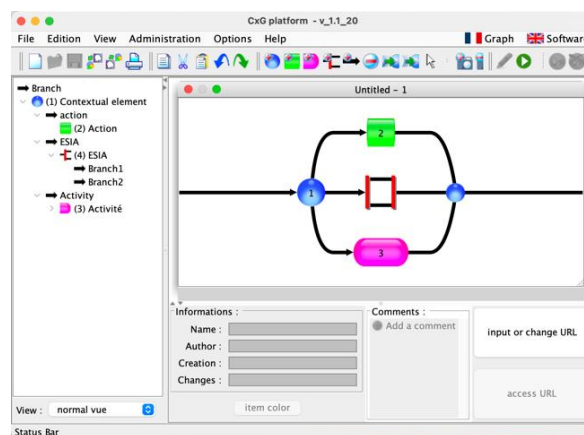 CxG platform - v_1.1_20
File Edition View Administration Options Help Graph Software
Branch
(1) Contextual element
action
(2) Action
ESIA
(4) ESIA
Branch1
Branch2
Activity
(3) Activité
View : normal vue
Untitled - 1
2
1
3
Informations :
Name :
Author :
Creation :
Changes :
item color
Comments :
Add a comment
input or change URL
access URL
Status Bar